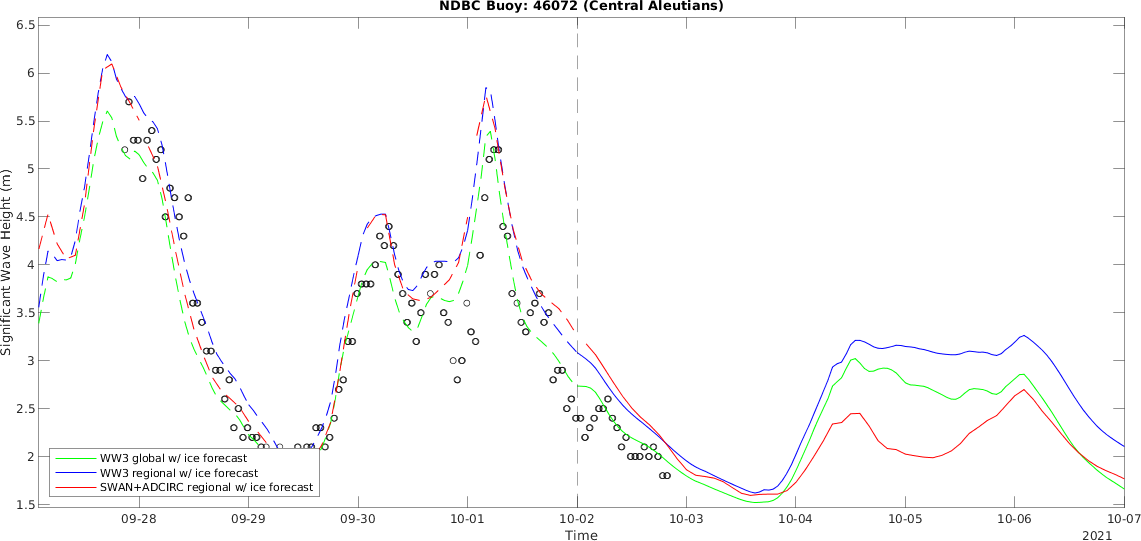 NDBC Buoy: 46072 (Central Aleutians)
6.5
6
5.5
5
4.5
4
3.5
3
2.5
2
1.5
Significant Wave Height (m)
WW3 global w/ ice forecast
WW3 regional w/ ice forecast
SWAN+ADCIRC regional w/ ice forecast
09-28 09-29 09-30 10-01 10-02 10-03 10-04 10-05 10-06 10-07
Time
2021